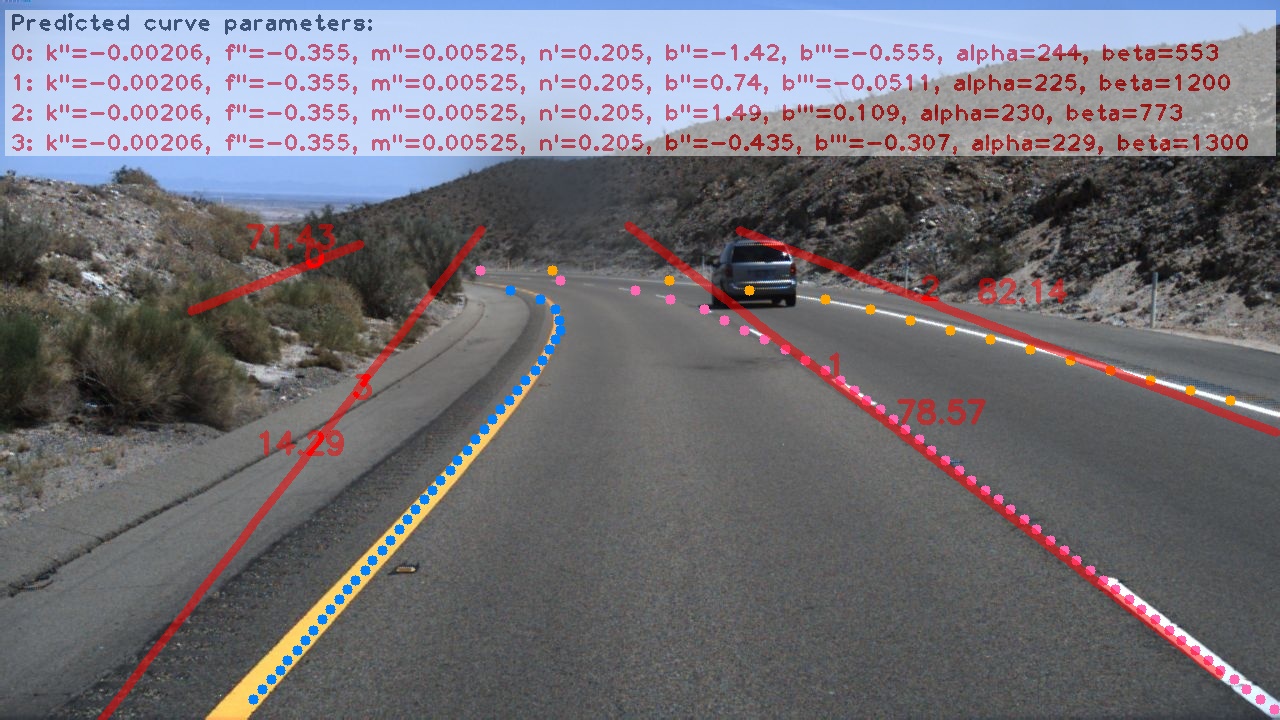 Predicted curve parameters:
0: k''=-0.00206, f''=-0.355, m''=0.00525, n'=0.205, b''=-1.42, b'''=-0.555, alpha=244, beta=553
1: k''=-0.00206, f''=-0.355, m''=0.00525, n'=0.205, b''=0.74, b'''=-0.0511, alpha=225, beta=1200
2: k''=-0.00206, f''=-0.355, m''=0.00525, n'=0.205, b''=1.49, b'''=0.109, alpha=230, beta=773
3: k''=-0.00206, f''=-0.355, m''=0.00525, n'=0.205, b''=-0.435, b'''=-0.307, alpha=229, beta=1300
71.43
0
2
82.14
1
3
78.57
14.29